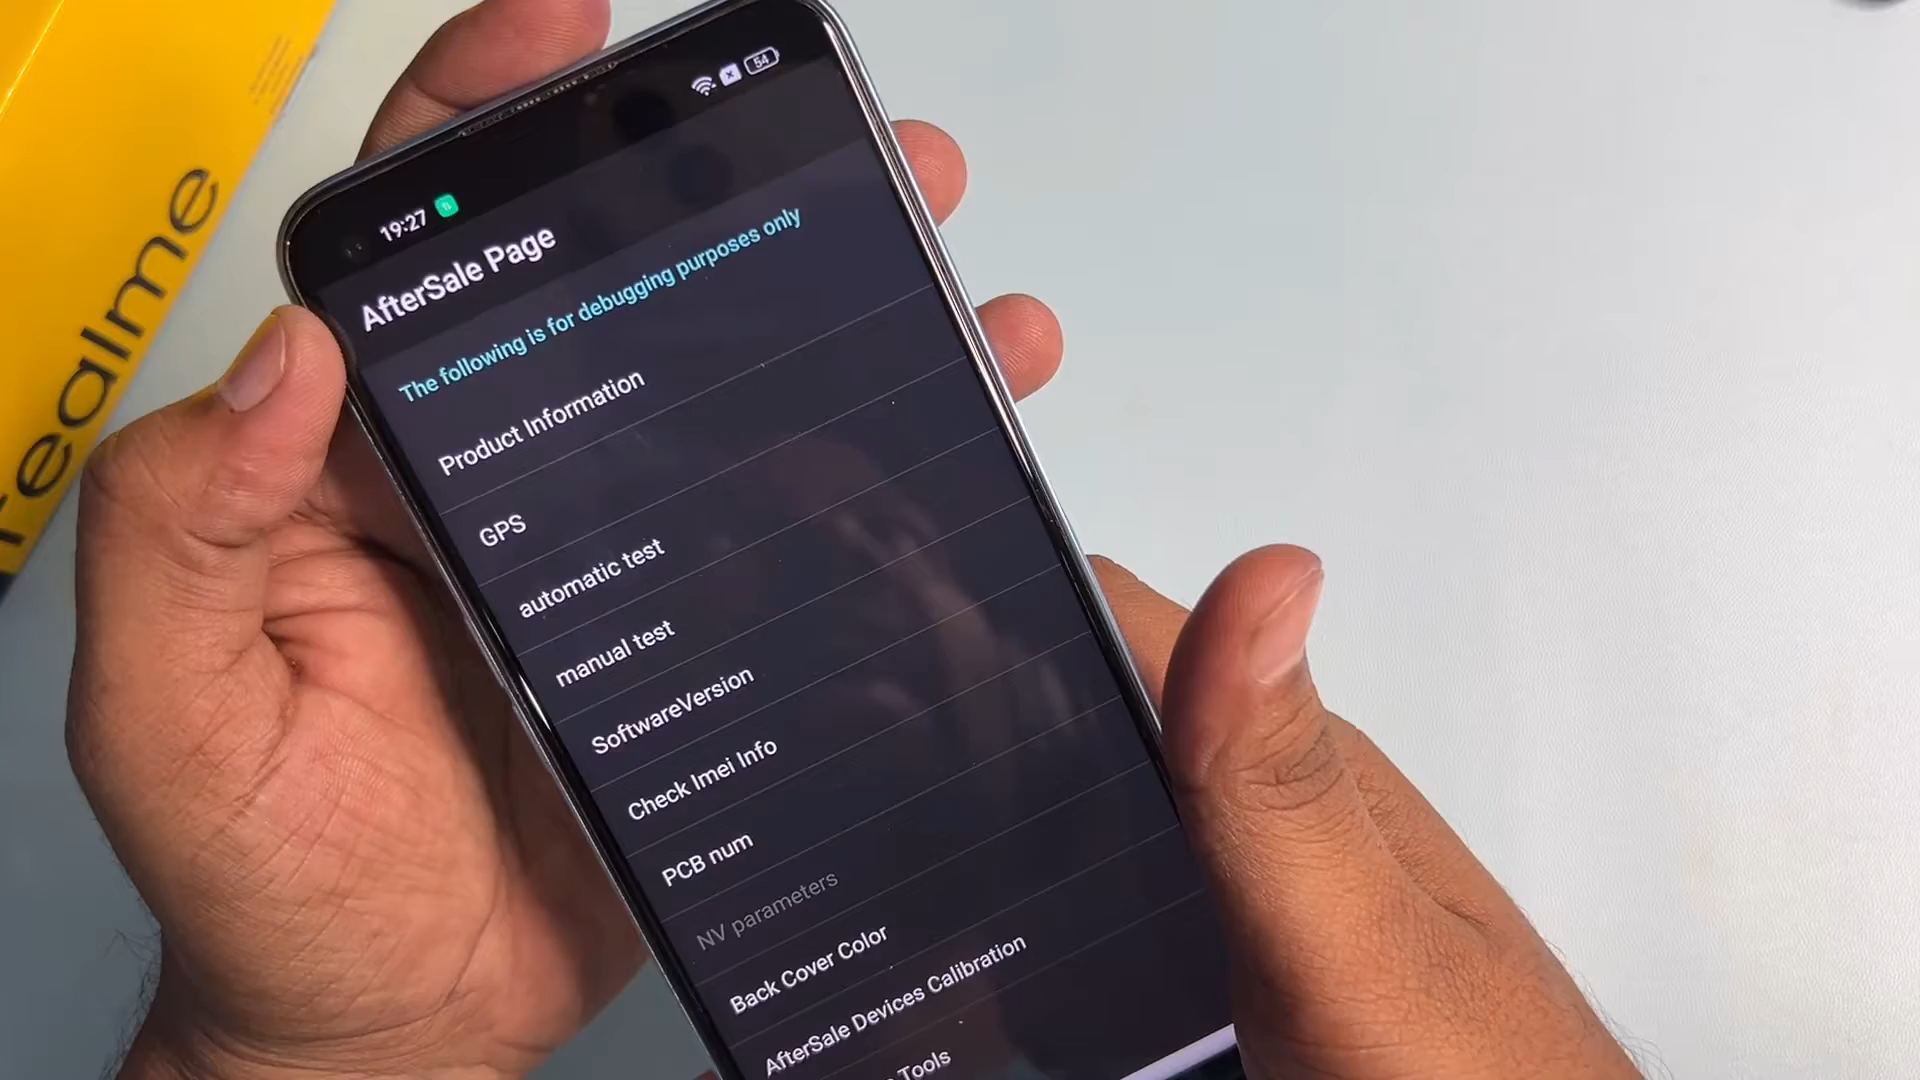 realme
54
19:27
AfterSale Page
The following is for debugging purposes only
Product Information
GPS
automatic test
manual test
SoftwareVersion
Check Imei Info
PCB num
NV parameters
Back Cover Color
AfterSale Devices Calibration
Tools